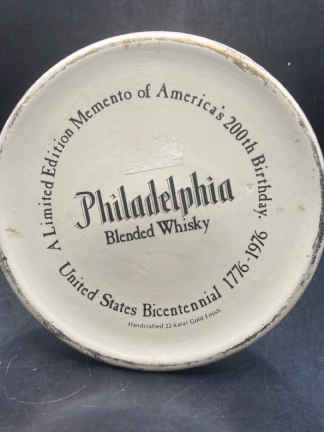 A Limited Edition Memento of America's 200th Birthday.
Philadelphia
Blended Whisky
United States Bicentennial 1776-1976
Handcrafted 22 Karat Gold Finish